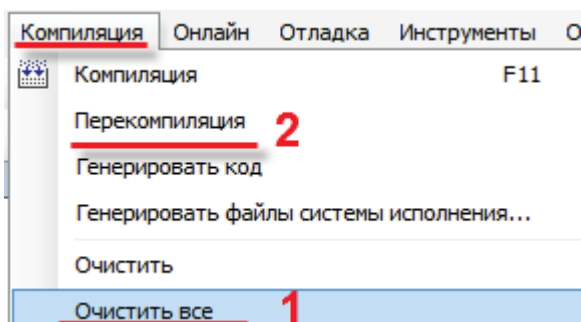 Компиляция Онлайн Отладка Инструменты О
Компиляция F11
Перекомпиляция 2
Генерировать код
Генерировать файлы системы исполнения...
Очистить
Очистить все 1